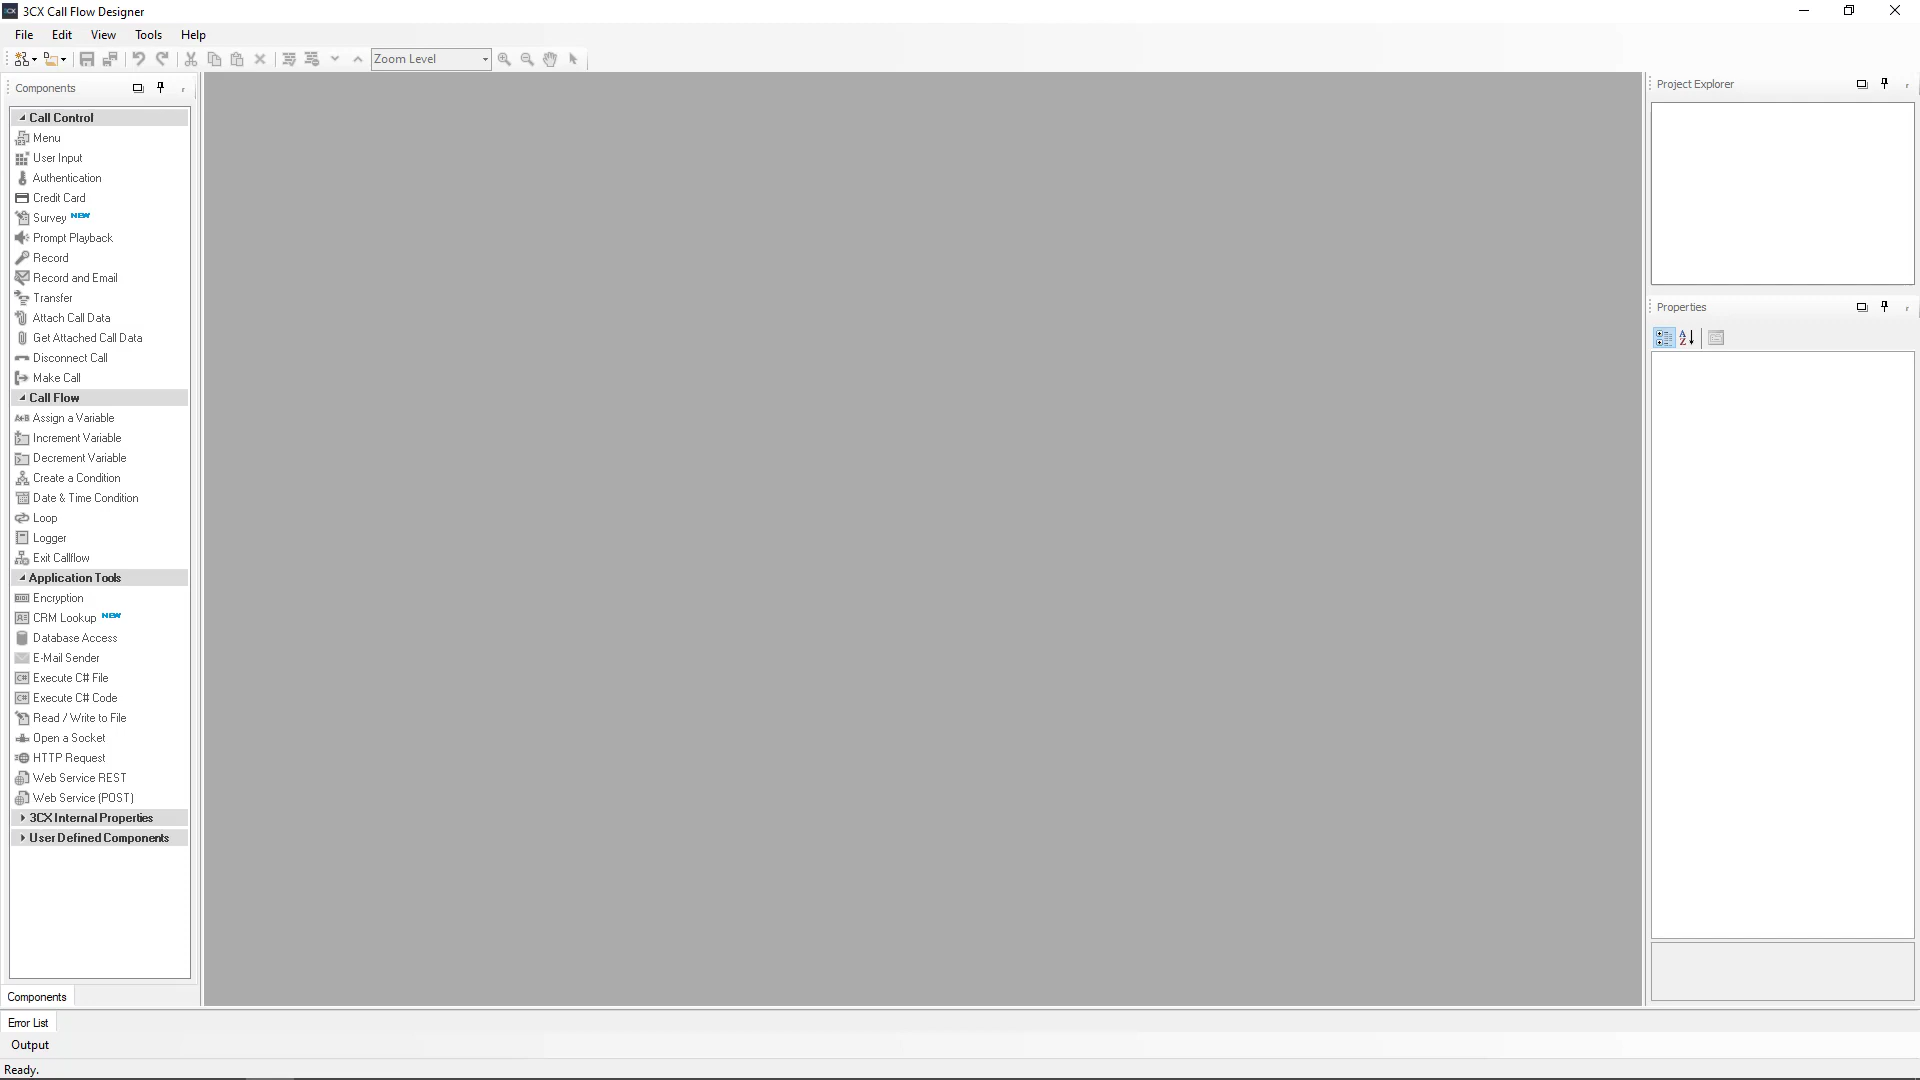 3CX Call Flow Designer
File Edit View Tools Help
Zoom Level
Components
Call Control
Menu
User Input
Authentication
Credit Card
Survey NEW
Prompt Playback
Record
Record and Email
Transfer
Attach Call Data
Get Attached Call Data
Disconnect Call
Make Call
Call Flow
Assign a Variable
Increment Variable
Decrement Variable
Create a Condition
Date & Time Condition
Loop
Logger
Exit Callflow
Application Tools
Encryption
CRM Lookup NEW
Database Access
E-Mail Sender
Execute C# File
Execute C# Code
Read / Write to File
Open a Socket
HTTP Request
Web Service REST
Web Service (POST)
3CX Internal Properties
User Defined Components
Components
Project Explorer
Properties
Error List
Output
Ready.